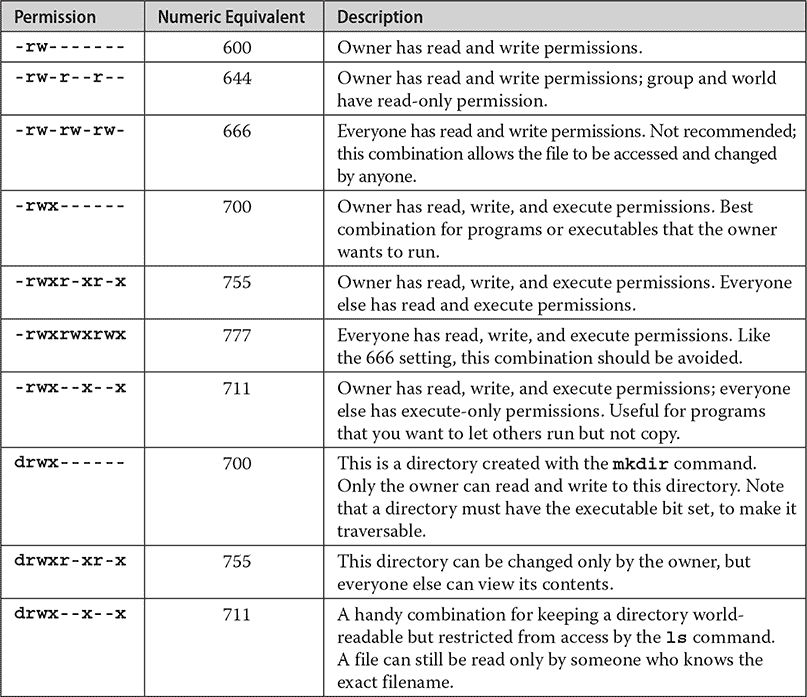 Permission Numeric Equivalent Description
-rw------- 600 Owner has read and write permissions.
-rw-r--r-- 644 Owner has read and write permissions; group and world
have read-only permission.
-rw-rw-rw- 666 Everyone has read and write permissions. Not recommended;
this combination allows the file to be accessed and changed
by anyone.
-rwx------ 700 Owner has read, write, and execute permissions. Best
combination for programs or executables that the owner
wants to run.
-rwxr-xr-x 755 Owner has read, write, and execute permissions. Everyone
else has read and execute permissions.
-rwxrwxrwx 777 Everyone has read, write, and execute permissions. Like
the 666 setting, this combination should be avoided.
-rwx--x--x 711 Owner has read, write, and execute permissions; everyone
else has execute-only permissions. Useful for programs
that you want to let others run but not copy.
drwx------ 700 This is a directory created with the mkdir command.
Only the owner can read and write to this directory. Note
that a directory must have the executable bit set, to make it
traversable.
drwxr-xr-x 755 This directory can be changed only by the owner, but
everyone else can view its contents.
drwx--x--x 711 A handy combination for keeping a directory world-
readable but restricted from access by the ls command.
A file can still be read only by someone who knows the
exact filename.